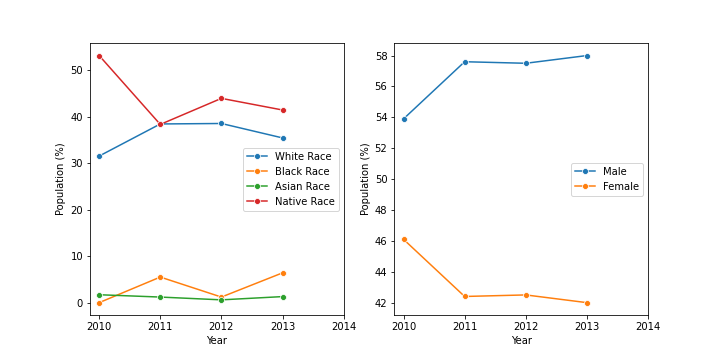 50
40
30
20
10
0
Population (%)
2010 2011 2012 2013 2014
Year
White Race
Black Race
Asian Race
Native Race
58
56
54
52
50
48
46
44
42
Population (%)
2010 2011 2012 2013 2014
Year
Male
Female